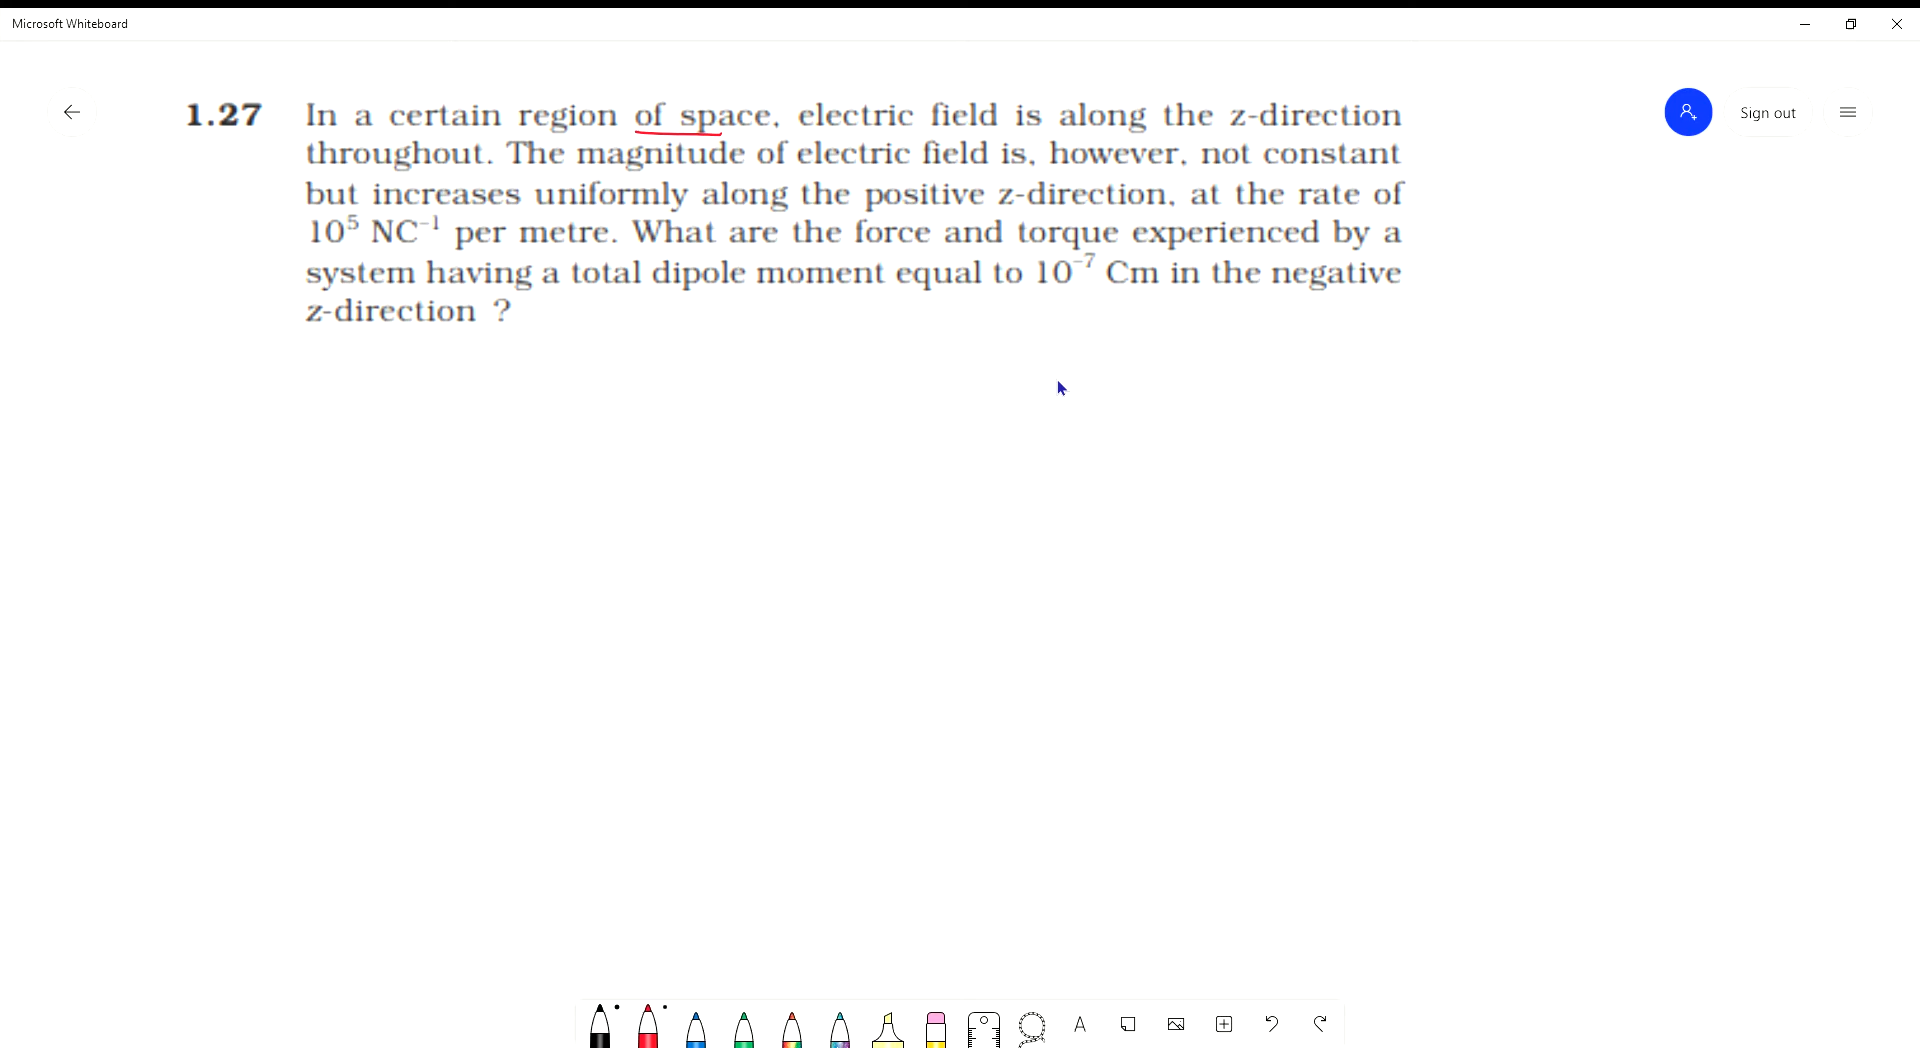 Microsoft Whiteboard
Sign out
1.27 In a certain region of space, electric field is along the z-direction
throughout. The magnitude of electric field is, however, not constant
but increases uniformly along the positive z-direction, at the rate of
10⁵ NC⁻¹ per metre. What are the force and torque experienced by a
system having a total dipole moment equal to 10⁻⁷ Cm in the negative
z-direction ?
A